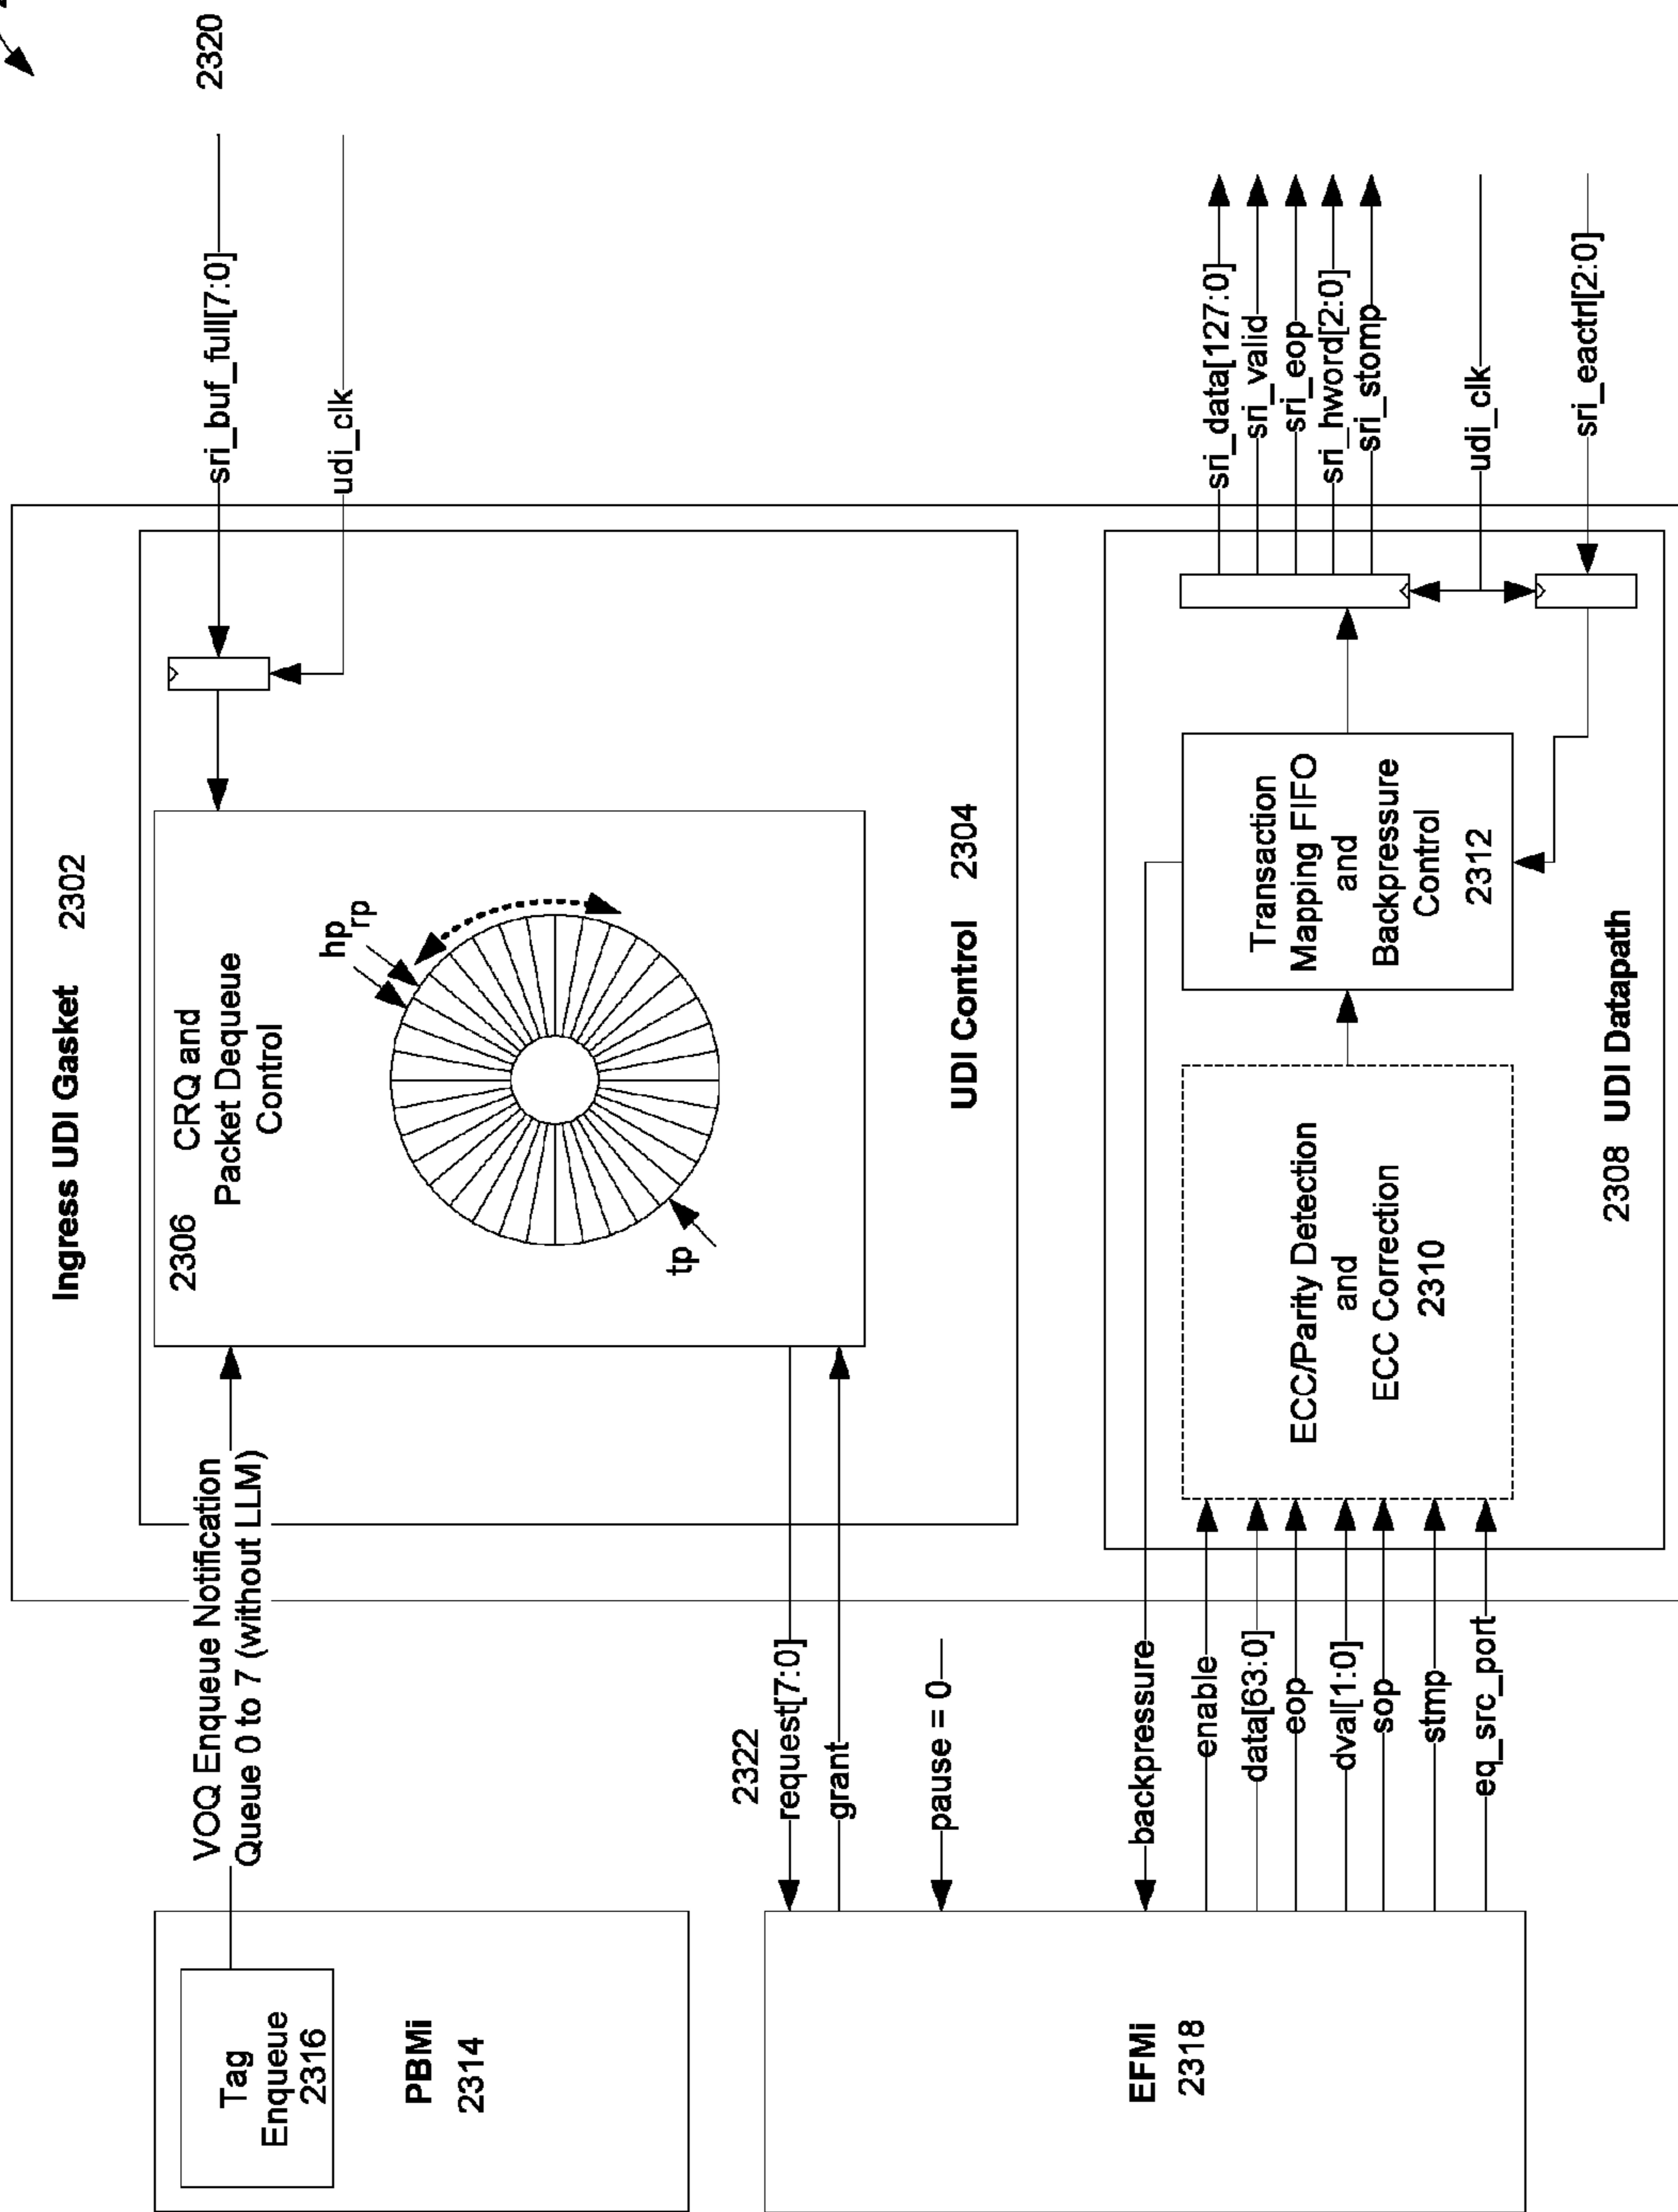 Ingress UDI Gasket 2302
2320
Tag
Enqueue
2316
PBMi
2314
VOQ Enqueue Notification
Queue 0 to 7 (without LLM)
2306 CRQ and
Packet Dequeue
Control
hp
rp
tp
UDI Control 2304
sri_buf_full[7:0]
udi_clk
2322
request[7:0]
grant
pause = 0
backpressure
enable
data[63:0]
eop
dval[1:0]
sop
stmp
eq_src_port
EFMi
2318
ECC/Parity Detection
and
ECC Correction
2310
Transaction
Mapping FIFO
and
Backpressure
Control
2312
2308 UDI Datapath
sri_data[127:0]
sri_valid
sri_eop
sri_hword[2:0]
sri_stomp
udi_clk
sri_eactrl[2:0]